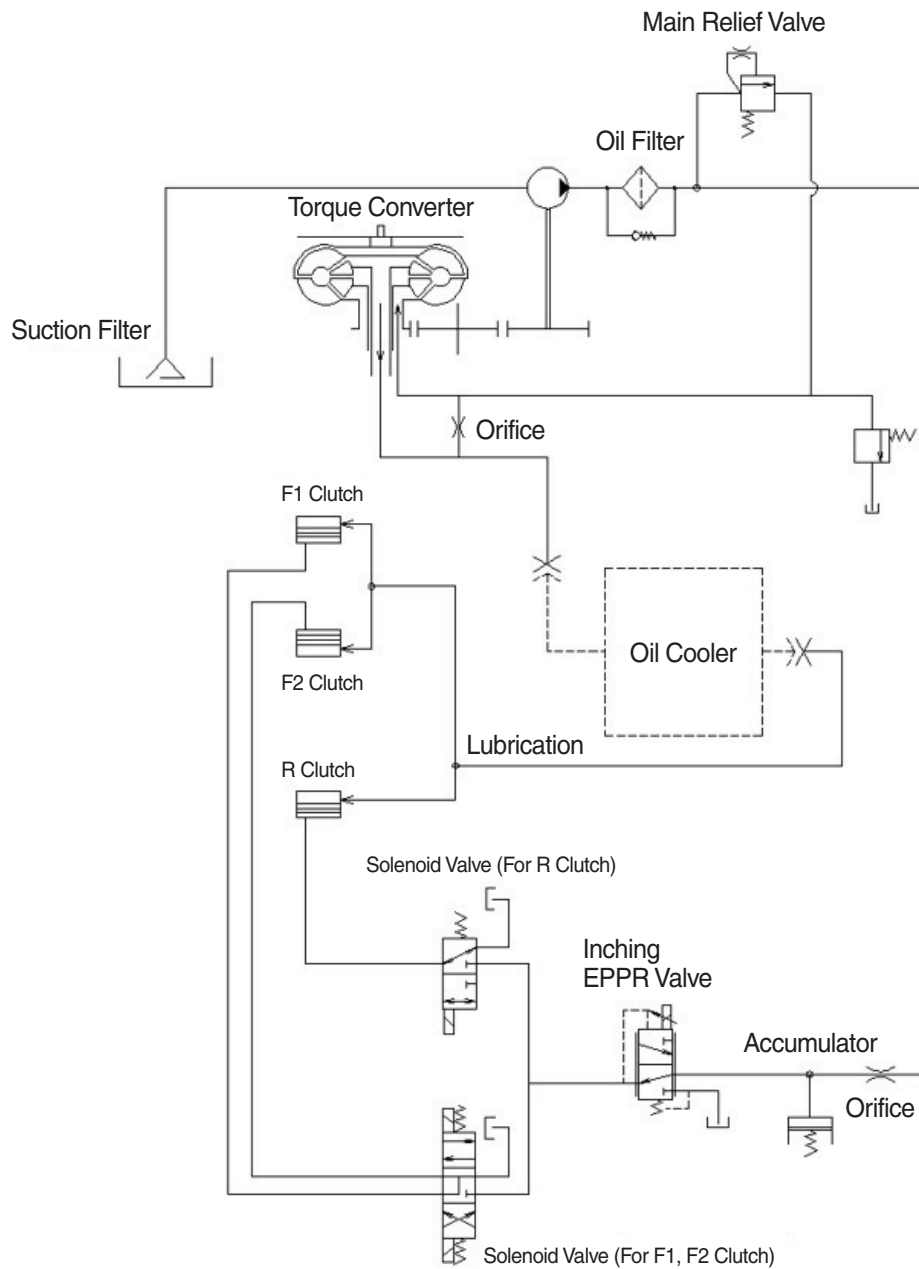 Main Relief Valve
Oil Filter
Torque Converter
Suction Filter
Orifice
F1 Clutch
Oil Cooler
F2 Clutch
Lubrication
R Clutch
Solenoid Valve (For R Clutch)
Inching
EPPR Valve
Accumulator
Orifice
Solenoid Valve (For F1, F2 Clutch)